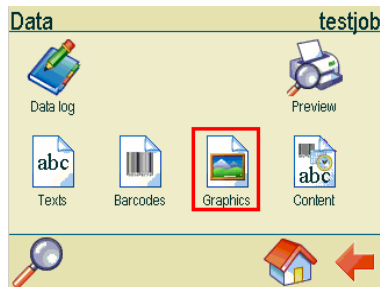 Data testjob
Data log Preview
abc abc
Texts Barcodes Graphics Content